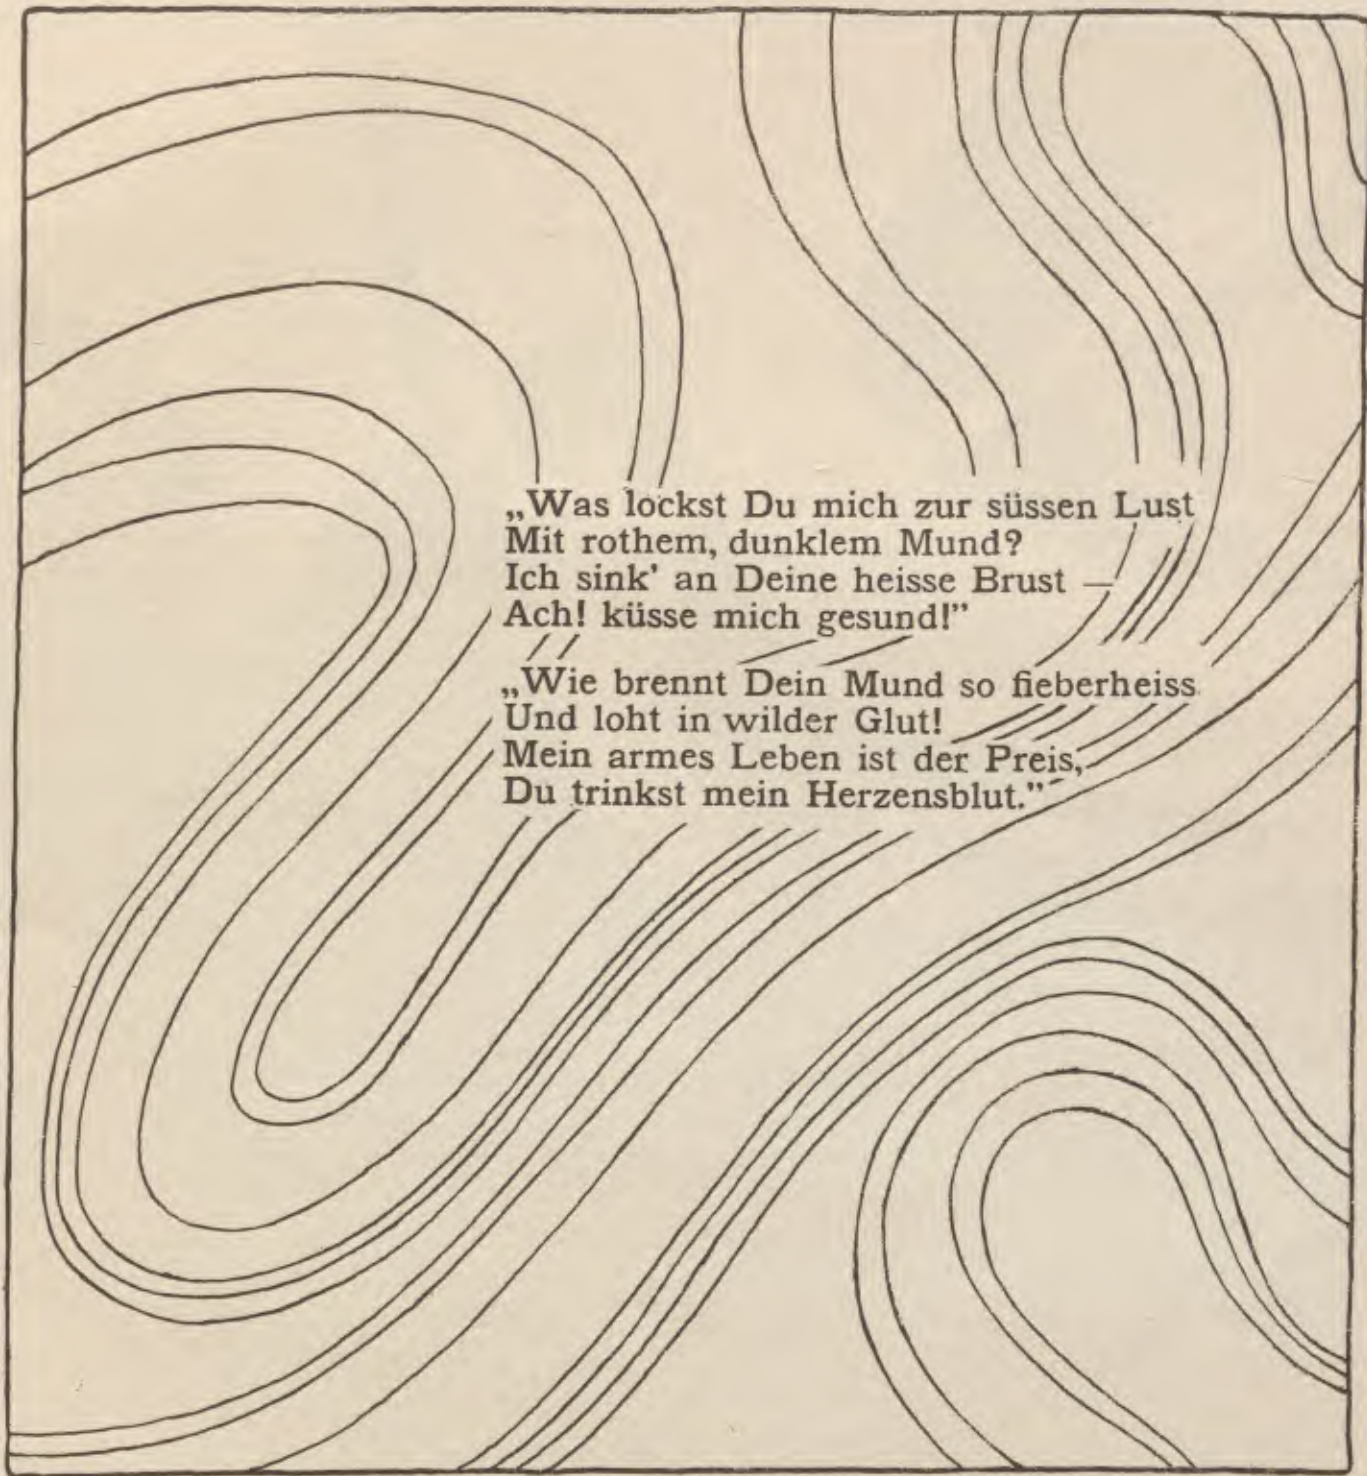 „Was lockst Du mich zur süssen Lust
Mit rothem, dunklem Mund?
Ich sink' an Deine heisse Brust —
Ach! küsse mich gesund!”
„Wie brennt Dein Mund so fieberheiss
Und loht in wilder Glut!
Mein armes Leben ist der Preis,
Du trinkst mein Herzensblut.”